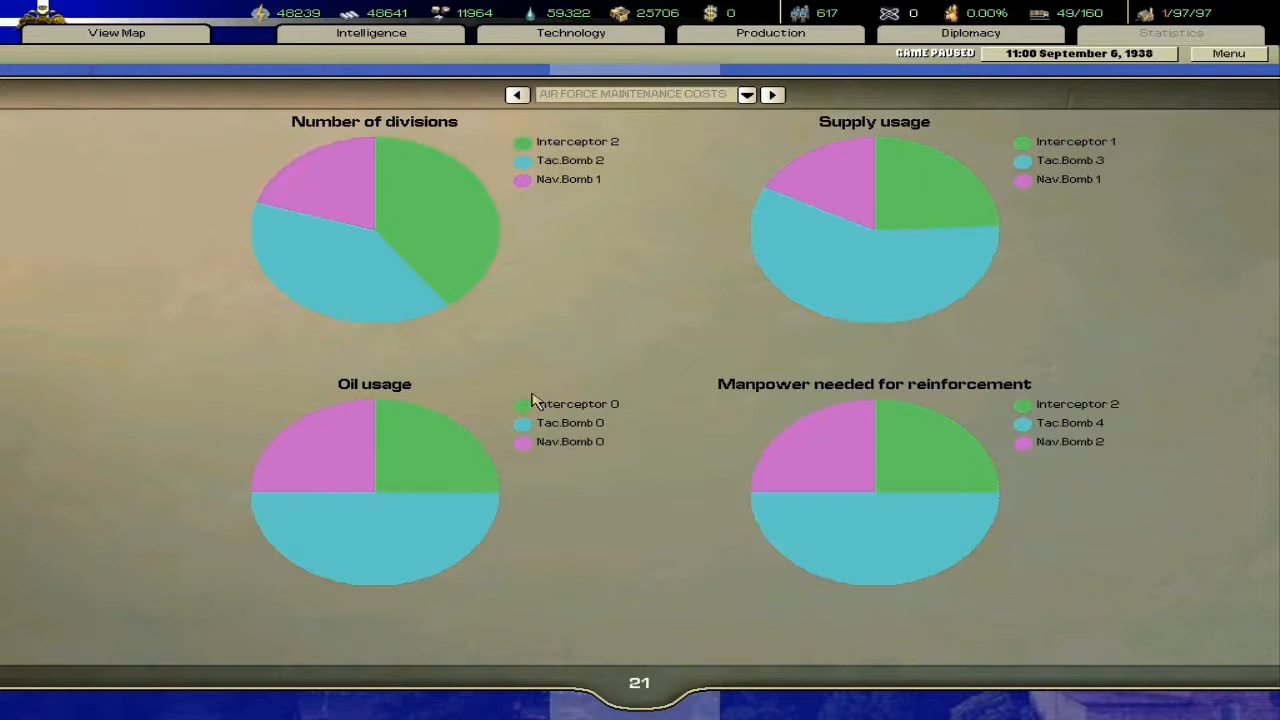 48239 48641 11964 59322 25706 0 617 0 0.00% 49/160 1/97/97
View Map Intelligence Technology Production Diplomacy Statistics
GAME PAUSED 11:00 September 6, 1938 Menu
AIR FORCE MAINTENANCE COSTS
Number of divisions
Interceptor 2
Tac.Bomb 2
Nav.Bomb 1
Supply usage
Interceptor 1
Tac.Bomb 3
Nav.Bomb 1
Oil usage
Interceptor 0
Tac.Bomb 0
Nav.Bomb 0
Manpower needed for reinforcement
Interceptor 2
Tac.Bomb 4
Nav.Bomb 2
21